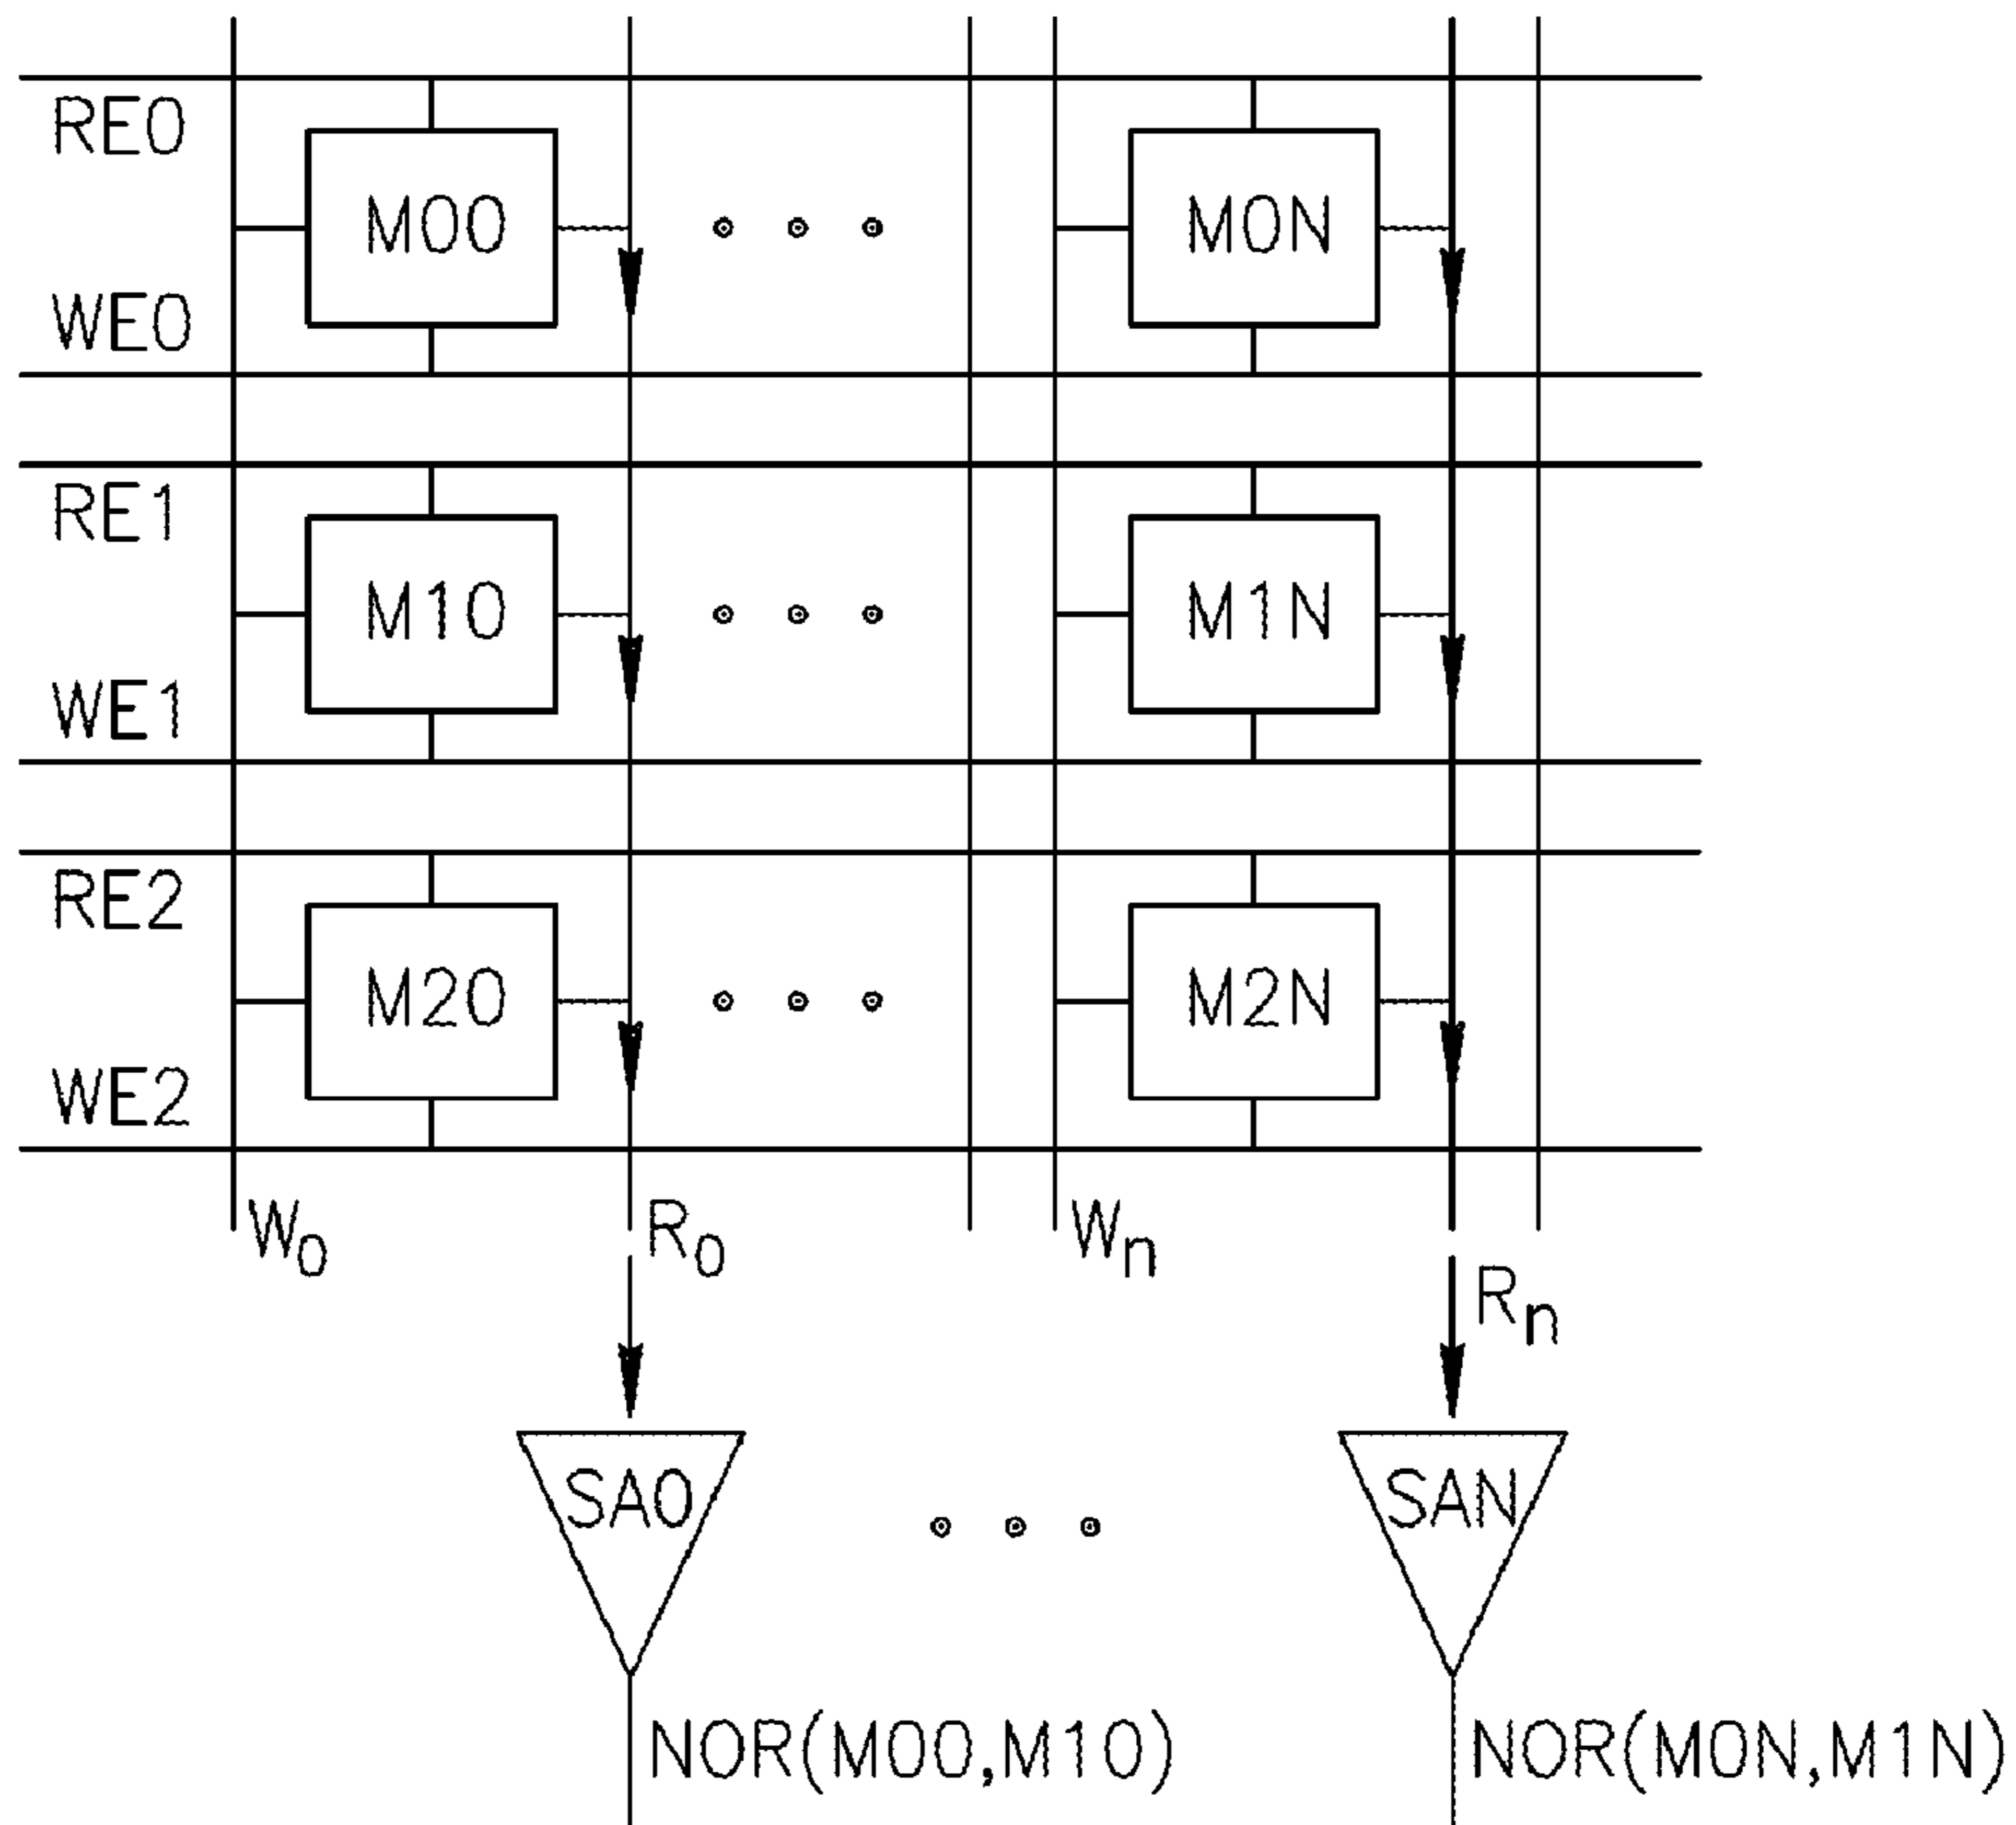 RE0
M00 M0N
WE0
RE1
M10 M1N
WE1
RE2
M20 M2N
WE2
W0 R0 Wn
Rn
SA0 SAN
NOR(M00,M10) NOR(M0N,M1N)